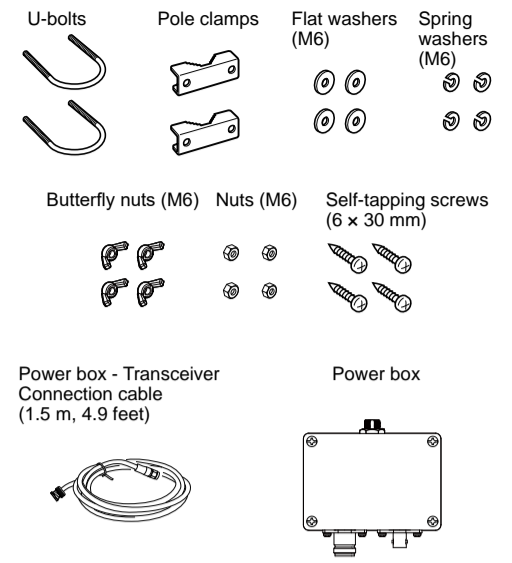 U-bolts
Pole clamps
Flat washers
(M6)
Spring
washers
(M6)
Butterfly nuts (M6)
Nuts (M6)
Self-tapping screws
(6 × 30 mm)
Power box - Transceiver
Connection cable
(1.5 m, 4.9 feet)
Power box